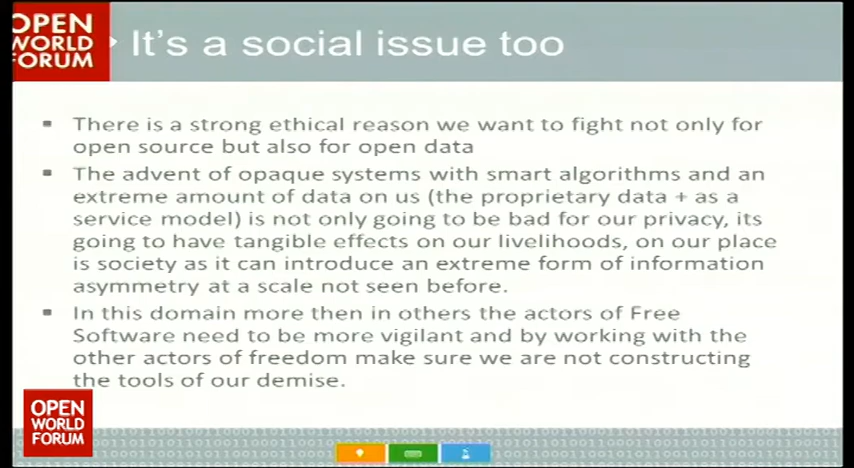 OPEN
WORLD
FORUM
It's a social issue too
▪ There is a strong ethical reason we want to fight not only for
open source but also for open data
▪ The advent of opaque systems with smart algorithms and an
extreme amount of data on us (the proprietary data + as a
service model) is not only going to be bad for our privacy, its
going to have tangible effects on our livelihoods, on our place
is society as it can introduce an extreme form of information
asymmetry at a scale not seen before.
▪ In this domain more then in others the actors of Free
Software need to be more vigilant and by working with the
other actors of freedom make sure we are not constructing
the tools of our demise.
OPEN
WORLD
FORUM